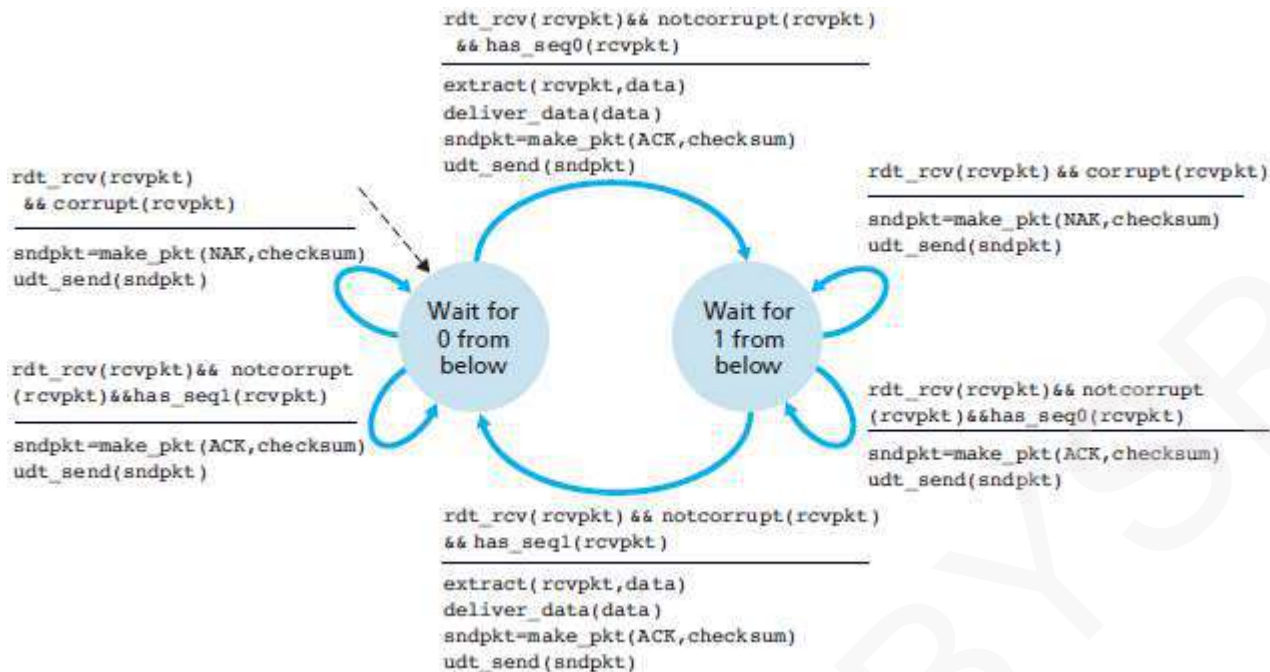 rdt_rcv(rcvpkt)&& notcorrupt(rcvpkt)
&& has_seq0(rcvpkt)
extract(rcvpkt,data)
deliver_data(data)
sndpkt=make_pkt(ACK,checksum)
udt_send(sndpkt)
rdt_rcv(rcvpkt)
&& corrupt(rcvpkt)
sndpkt=make_pkt(NAK,checksum)
udt_send(sndpkt)
rdt_rcv(rcvpkt) && corrupt(rcvpkt)
sndpkt=make_pkt(NAK,checksum)
udt_send(sndpkt)
Wait for
0 from
below
Wait for
1 from
below
rdt_rcv(rcvpkt)&& notcorrupt
(rcvpkt)&&has_seq1(rcvpkt)
sndpkt=make_pkt(ACK,checksum)
udt_send(sndpkt)
rdt_rcv(rcvpkt)&& notcorrupt
(rcvpkt)&&has_seq0(rcvpkt)
sndpkt=make_pkt(ACK,checksum)
udt_send(sndpkt)
rdt_rcv(rcvpkt) && notcorrupt(rcvpkt)
&& has_seq1(rcvpkt)
extract(rcvpkt,data)
deliver_data(data)
sndpkt=make_pkt(ACK,checksum)
udt_send(sndpkt)